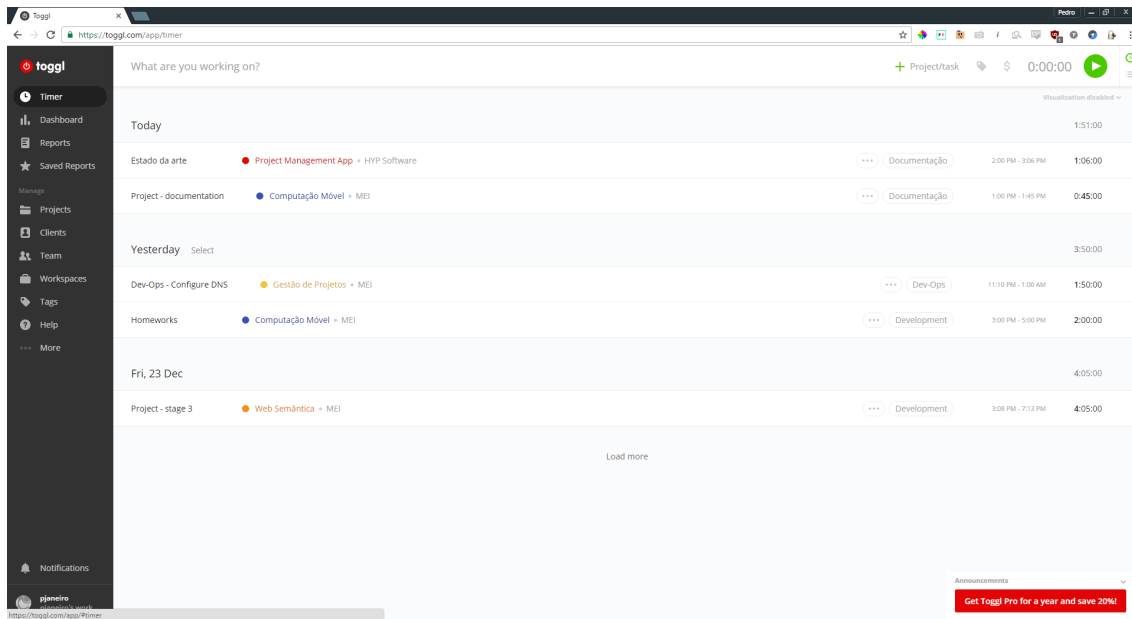 Toggl
Pedro
https://toggl.com/app/timer
toggl
What are you working on?
+ Project/task
$
0:00:00
Timer
Visualization disabled
Dashboard
Reports
Saved Reports
Manage
Projects
Clients
Team
Workspaces
Tags
Help
More
Today
1:51:00
Estado da arte
Project Management App • HYP Software
Documentação
2:00 PM - 3:06 PM
1:06:00
Project - documentation
Computação Móvel • MEI
Documentação
1:00 PM - 1:45 PM
0:45:00
Yesterday
Select
3:50:00
Dev-Ops - Configure DNS
Gestão de Projetos • MEI
Dev-Ops
11:10 PM - 1:00 AM
1:50:00
Homeworks
Computação Móvel • MEI
Development
3:00 PM - 5:00 PM
2:00:00
Fri, 23 Dec
4:05:00
Project - stage 3
Web Semântica • MEI
Development
3:08 PM - 7:13 PM
4:05:00
Load more
Notifications
pjaneiro
pjaneiro's work
https://toggl.com/app/#timer
Announcements
Get Toggl Pro for a year and save 20%!